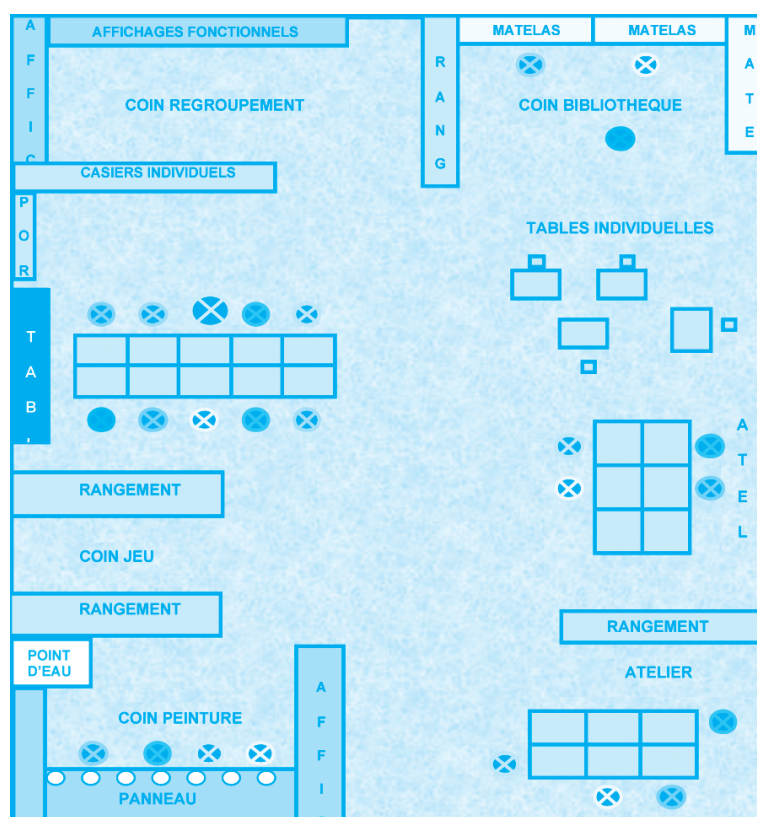 AFFICHAGES FONCTIONNELS
MATELAS
MATELAS
MATE
AFFIC
RANG
COIN REGROUPEMENT
COIN BIBLIOTHEQUE
CASIERS INDIVIDUELS
POR
TABLES INDIVIDUELLES
TAB
ATEL
RANGEMENT
COIN JEU
RANGEMENT
RANGEMENT
POINT
D'EAU
ATELIER
COIN PEINTURE
AFFI
PANNEAU